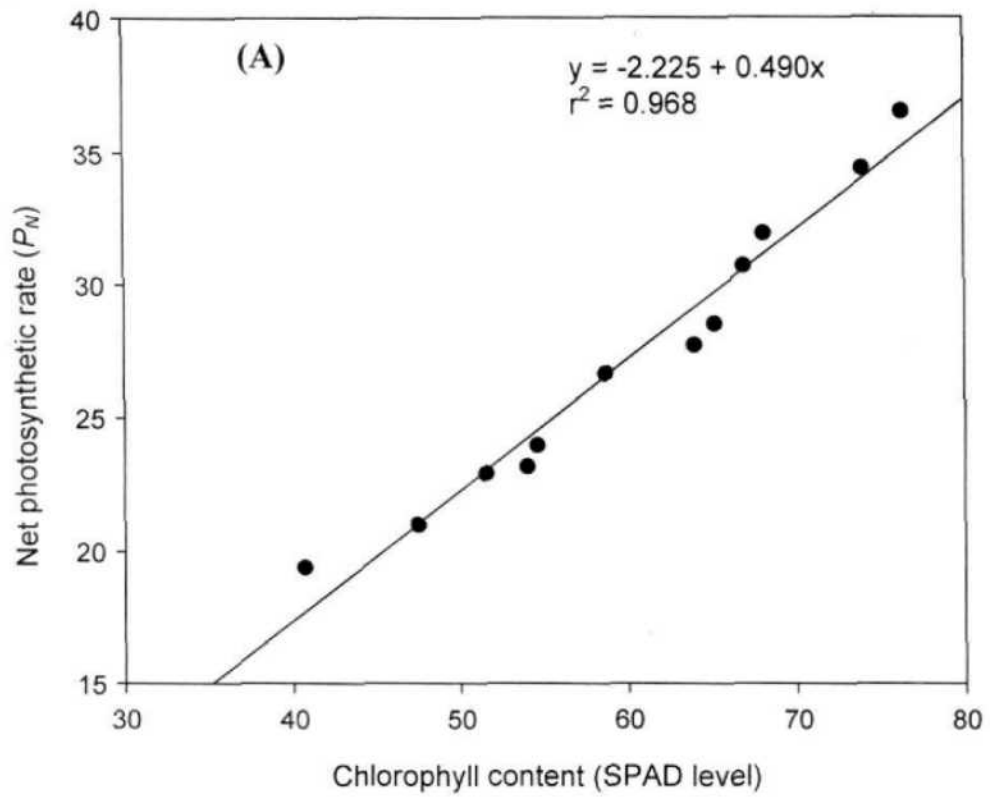 40
(A)
y = -2.225 + 0.490x
r² = 0.968
35
30
25
20
15
Net photosynthetic rate (P_N)
30 40 50 60 70 80
Chlorophyll content (SPAD level)